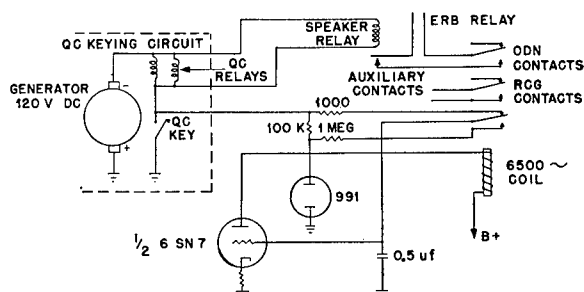 SPEAKER
RELAY
ERB RELAY
QC KEYING CIRCUIT
ODN
CONTACTS
QC
RELAYS
AUXILIARY
CONTACTS
RCG
CONTACTS
GENERATOR
120 V DC
-
+
1000
QC
KEY
100 K
1 MEG
6500 ~
COIL
991
B+
1/2 6 SN 7
0.5 uf